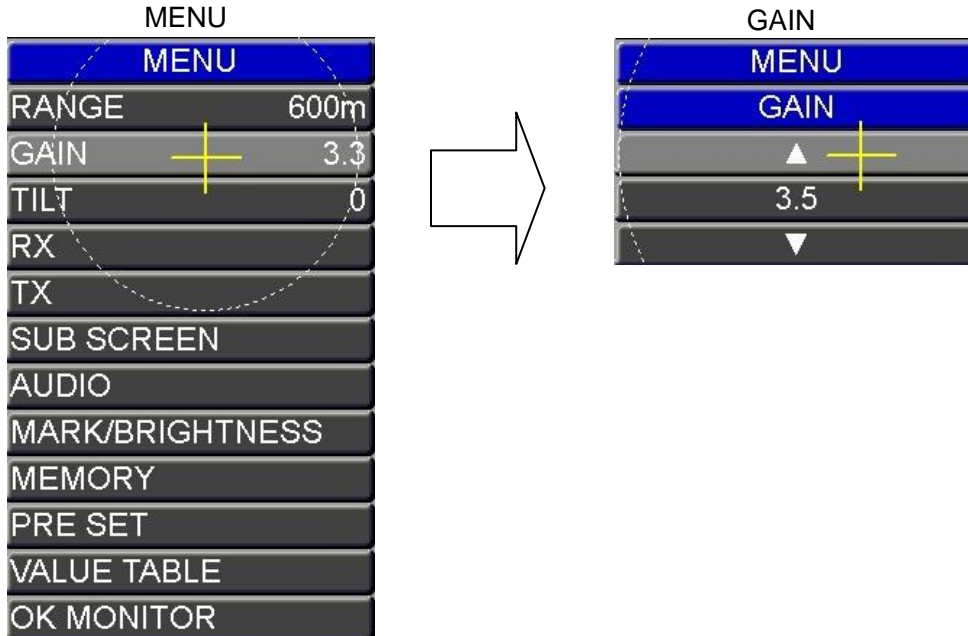 MENU
MENU
RANGE 600m
GAIN 3.3
TILT 0
RX
TX
SUB SCREEN
AUDIO
MARK/BRIGHTNESS
MEMORY
PRE SET
VALUE TABLE
OK MONITOR
GAIN
MENU
GAIN
▲
3.5
▼